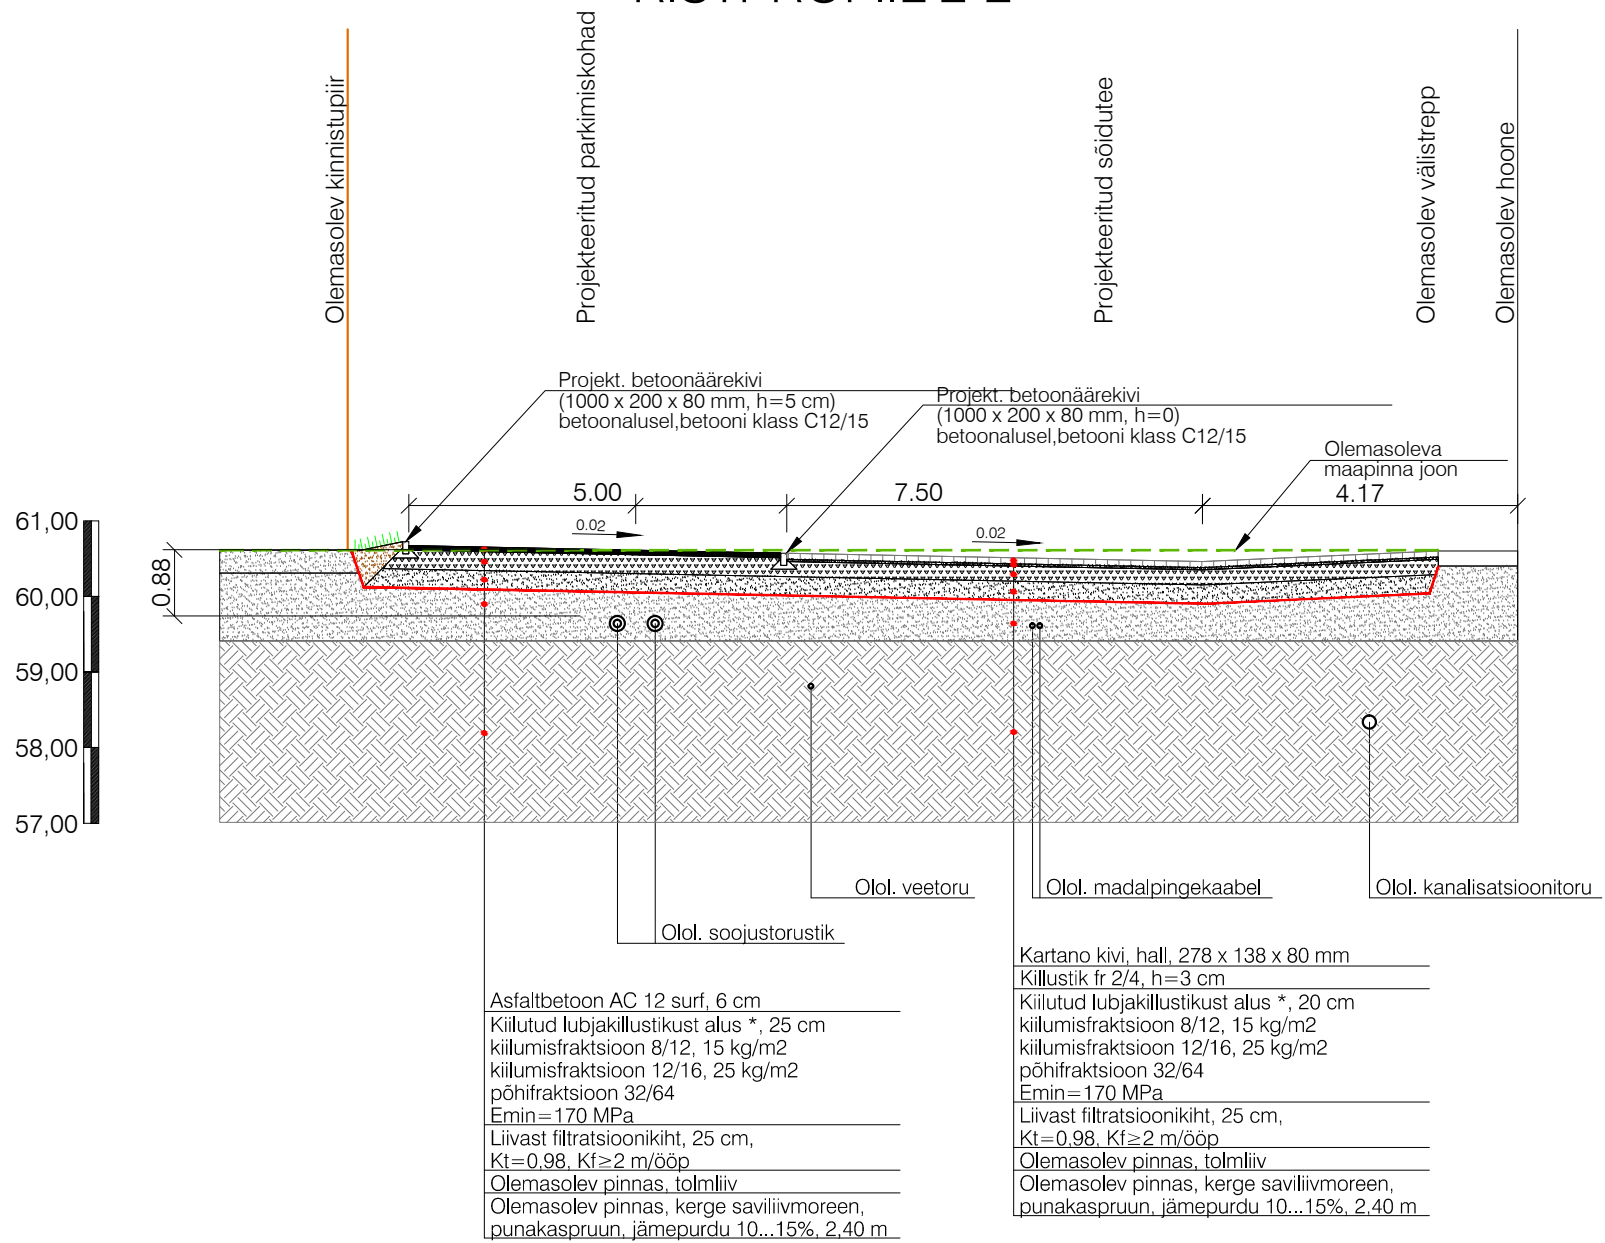 Olemasolev kinnistupiir
Projekteeritud parkimiskohad
Projekteeritud sõidutee
Olemasolev välistrepp
Olemasolev hoone
Projekt. betoonäärekivi
(1000 x 200 x 80 mm, h=5 cm)
betoonalusel,betooni klass C12/15
Projekt. betoonäärekivi
(1000 x 200 x 80 mm, h=0)
betoonalusel,betooni klass C12/15
Olemasoleva
maapinna joon
5.00
7.50
4.17
0.02
0.02
61,00
60,00
59,00
58,00
57,00
0.88
Olol. veetoru
Olol. madalpingekaabel
Olol. kanalisatsioonitoru
Olol. soojustorustik
Asfaltbetoon AC 12 surf, 6 cm
Kiilutud lubjakillustikust alus *, 25 cm
kiilumisfraktsioon 8/12, 15 kg/m2
kiilumisfraktsioon 12/16, 25 kg/m2
põhifraktsioon 32/64
Emin=170 MPa
Liivast filtratsioonikiht, 25 cm,
Kt=0,98, Kf≥2 m/ööp
Olemasolev pinnas, tolmliiv
Olemasolev pinnas, kerge saviliivmoreen,
punakaspruun, jämepurdu 10...15%, 2,40 m
Kartano kivi, hall, 278 x 138 x 80 mm
Killustik fr 2/4, h=3 cm
Kiilutud lubjakillustikust alus *, 20 cm
kiilumisfraktsioon 8/12, 15 kg/m2
kiilumisfraktsioon 12/16, 25 kg/m2
põhifraktsioon 32/64
Emin=170 MPa
Liivast filtratsioonikiht, 25 cm,
Kt=0,98, Kf≥2 m/ööp
Olemasolev pinnas, tolmliiv
Olemasolev pinnas, kerge saviliivmoreen,
punakaspruun, jämepurdu 10...15%, 2,40 m